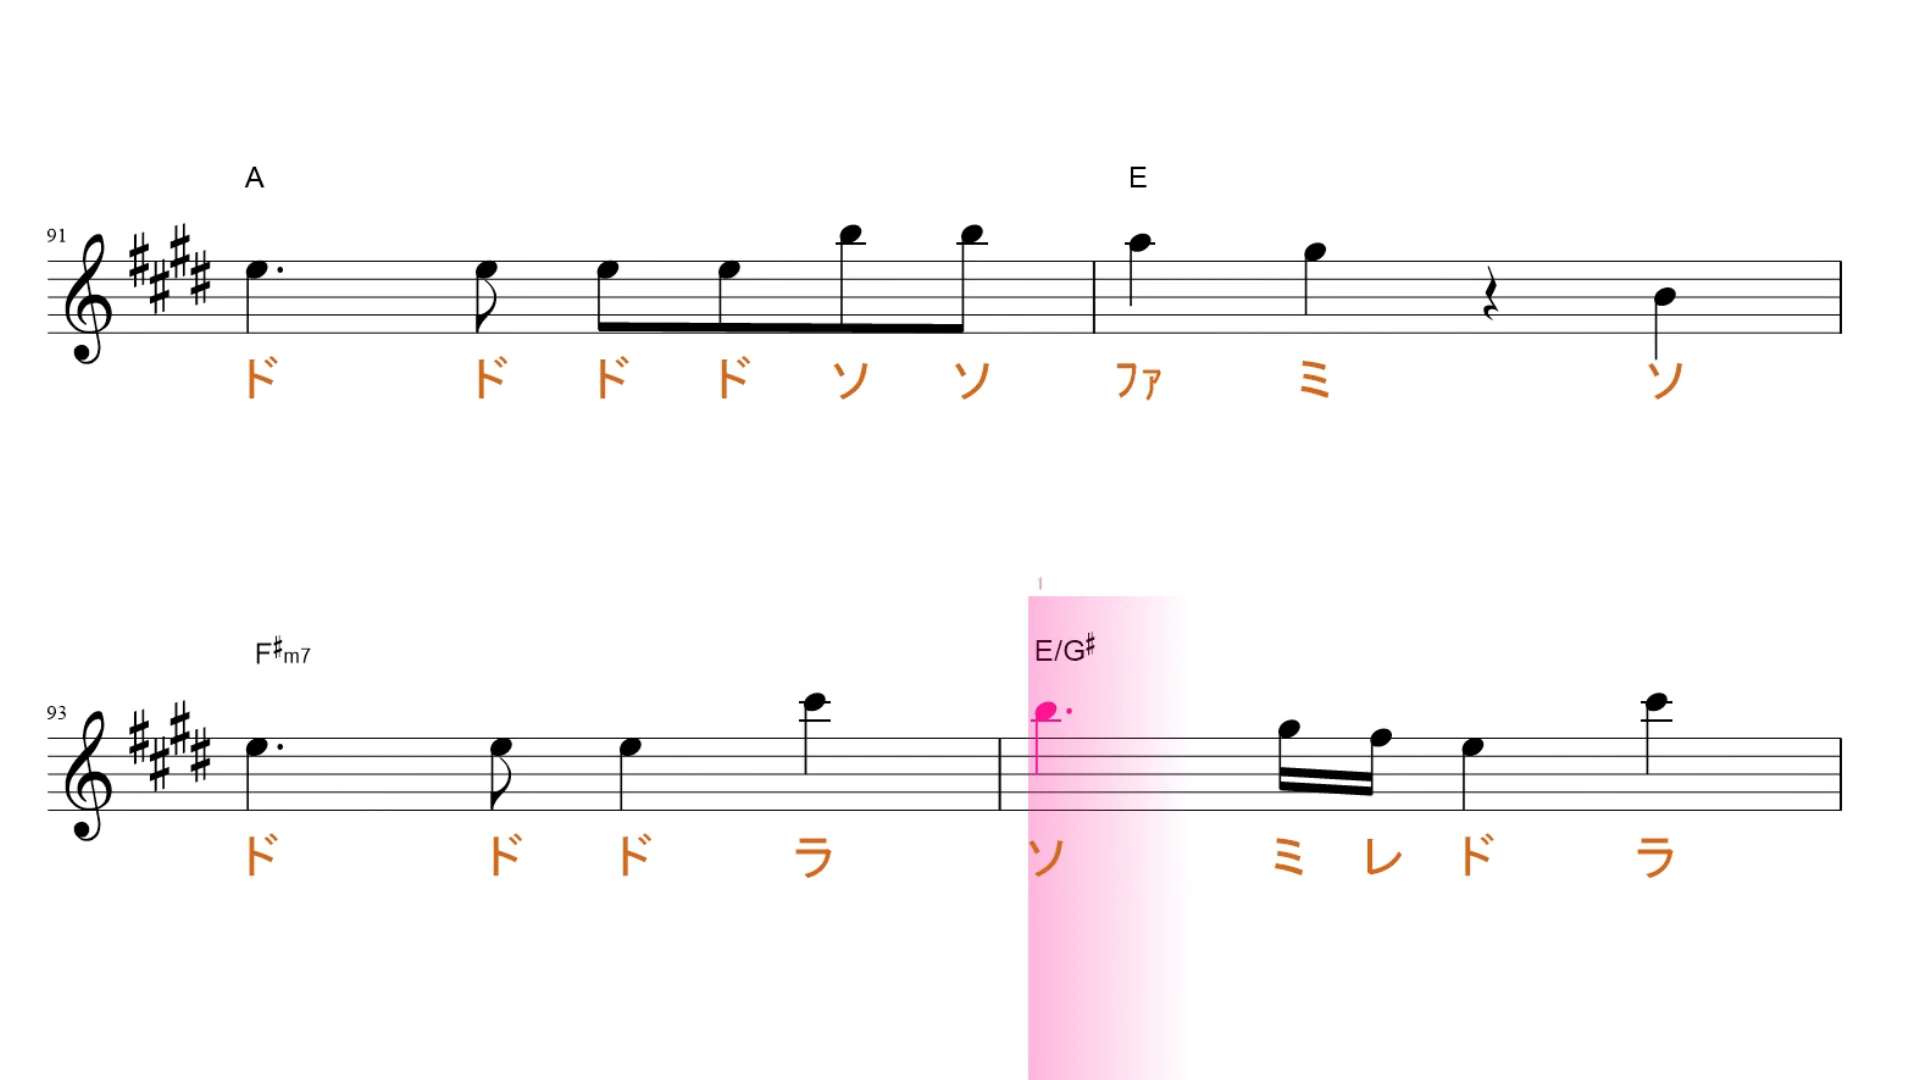 A E
91
ド ド ド ド ソ ソ ファ ミ ソ
1
F♯m7 E/G♯
93
ド ド ド ラ ソ ミ レ ド ラ